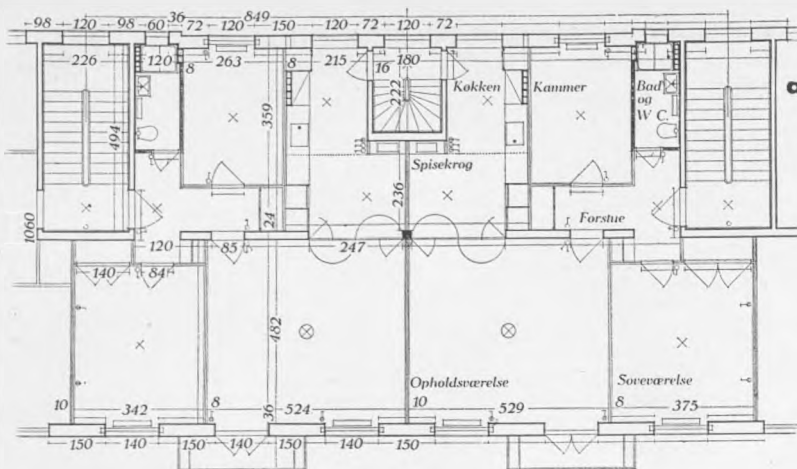 36 849
98 120 98 60 72 120 150 120 72 120 72
226 120 263 215 16 180
8 8
222
Køkken Kammer Bad
og
W C.
494 359
Spisekrog
236
24 Forstue
1060
120 85 247
140 84
482
Opholdsværelse Soveværelse
10 342 8 36 524 10 529 8 375
150 140 150 140 150 140 150